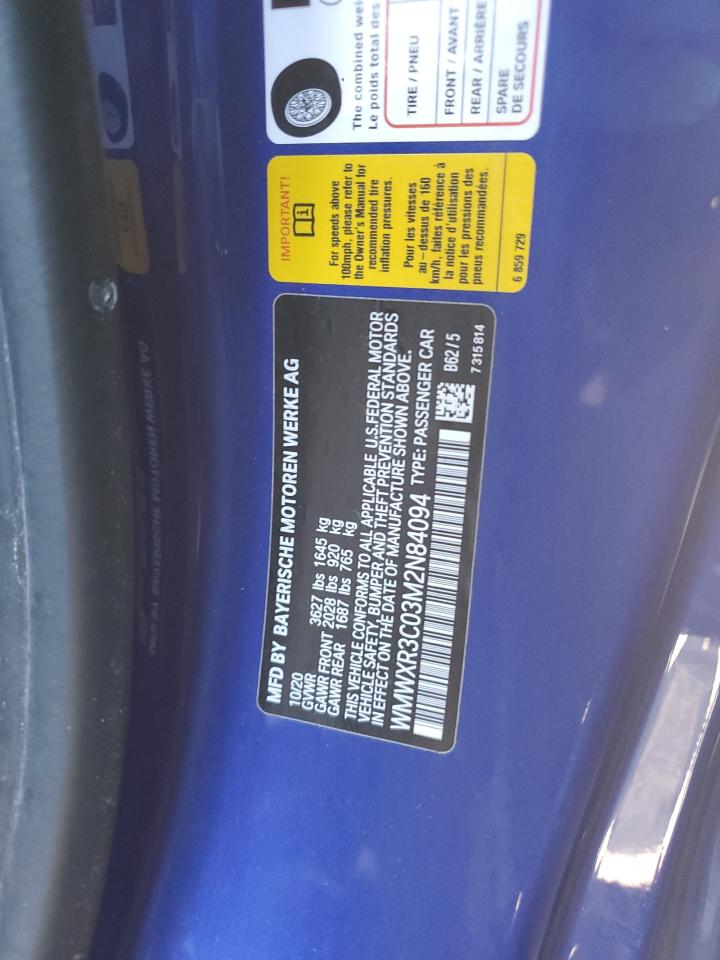 The combined wei
Le poids total des
TIRE / PNEU
FRONT / AVANT
REAR / ARRIÈRE
SPARE
DE SECOURS
IMPORTANT!
For speeds above
100mph, please refer to
the Owner's Manual for
recommended tire
inflation pressures.
Pour les vitesses
au – dessus de 160
km/h, faites référence à
la notice d'utilisation
pour les pressions des
pneus recommandées.
6 859 729
MFD BY BAYERISCHE MOTOREN WERKE AG
10/20
GVWR 3627 lbs 1645 kg
GAWR FRONT 2028 lbs 920 kg
GAWR REAR 1687 lbs 765 kg
THIS VEHICLE CONFORMS TO ALL APPLICABLE U.S.FEDERAL MOTOR
VEHICLE SAFETY, BUMPER AND THEFT PREVENTION STANDARDS
IN EFFECT ON THE DATE OF MANUFACTURE SHOWN ABOVE.
WMWXR3C03M2N84094 TYPE: PASSENGER CAR
B62/5
7 315 814